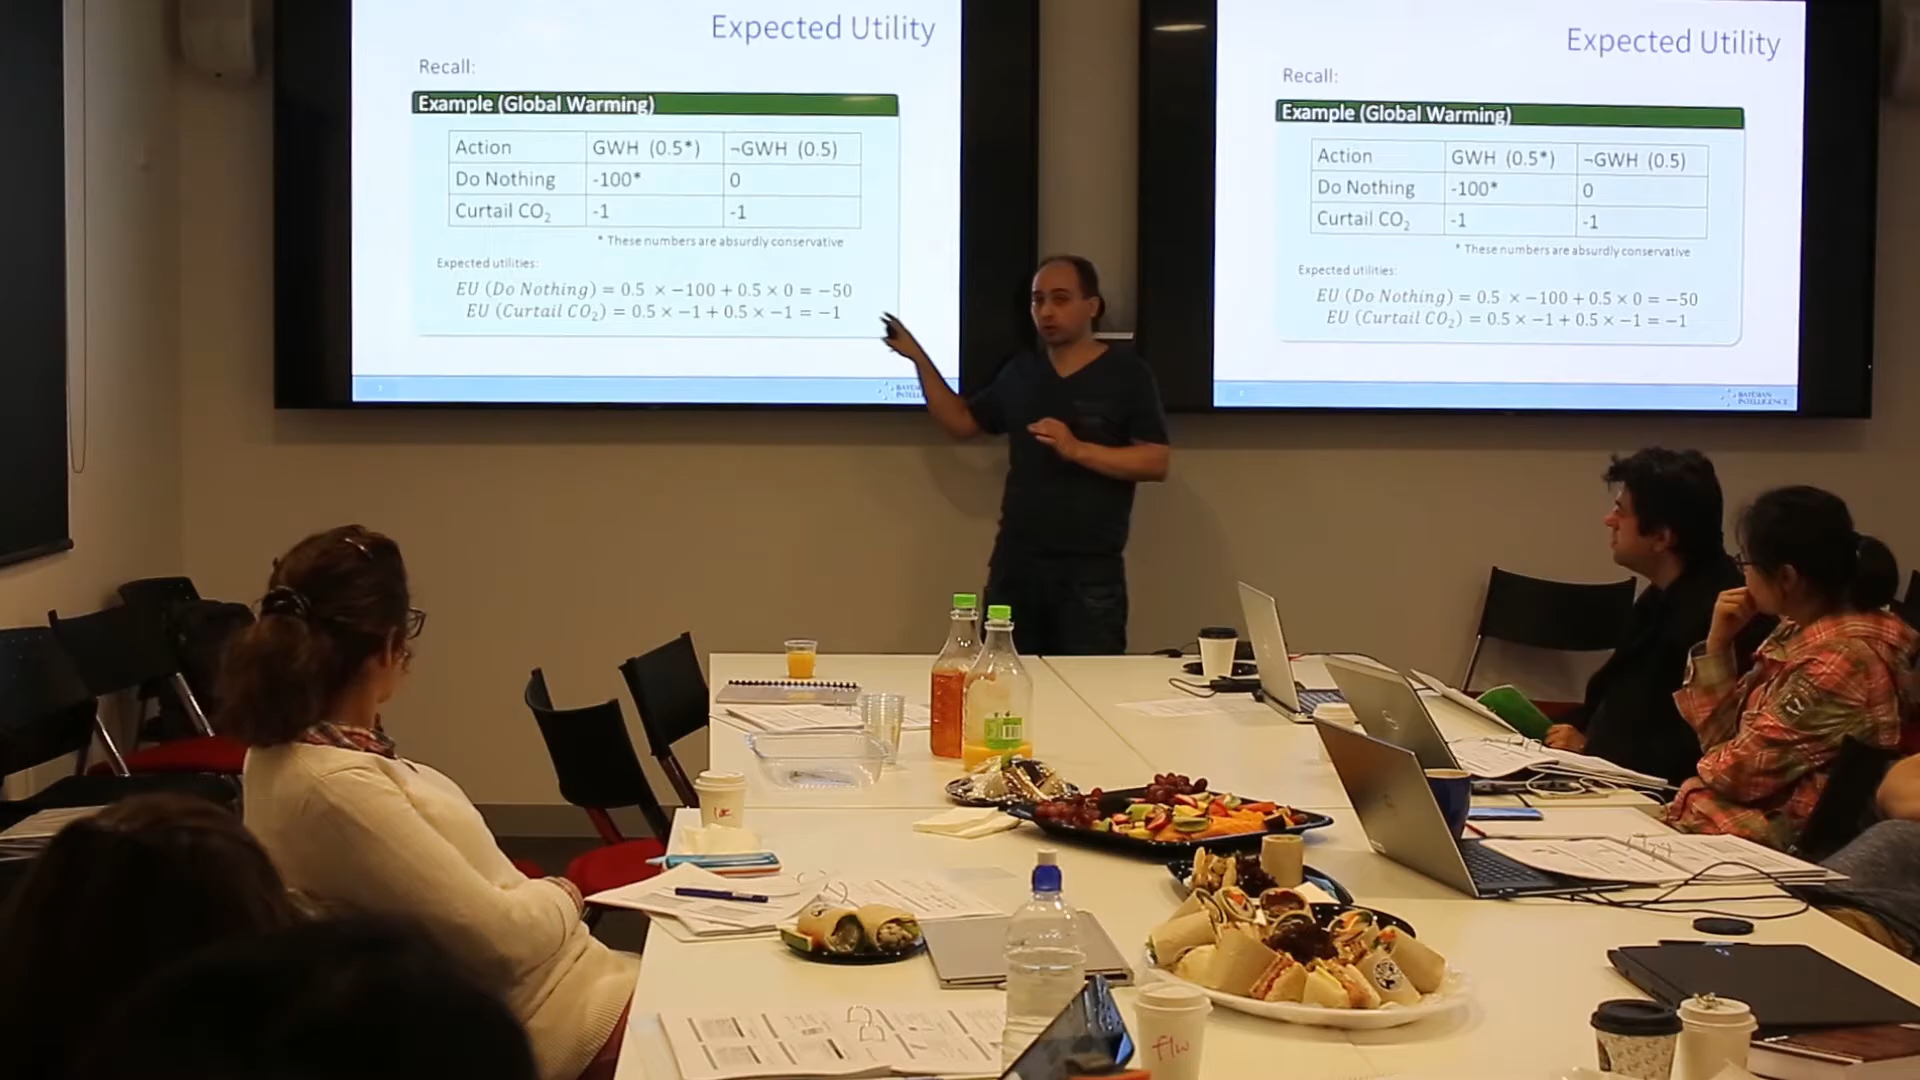 Expected Utility
Recall:
Example (Global Warming)
Action GWH (0.5*) ¬GWH (0.5)
Do Nothing -100* 0
Curtail CO₂ -1 -1
* These numbers are absurdly conservative
Expected utilities:
EU (Do Nothing) = 0.5 × −100 + 0.5 × 0 = −50
EU (Curtail CO₂) = 0.5 × −1 + 0.5 × −1 = −1
7
Expected Utility
Recall:
Example (Global Warming)
Action GWH (0.5*) ¬GWH (0.5)
Do Nothing -100* 0
Curtail CO₂ -1 -1
* These numbers are absurdly conservative
Expected utilities:
EU (Do Nothing) = 0.5 × −100 + 0.5 × 0 = −50
EU (Curtail CO₂) = 0.5 × −1 + 0.5 × −1 = −1
BAYESIAN
INTELLIGENCE
flw